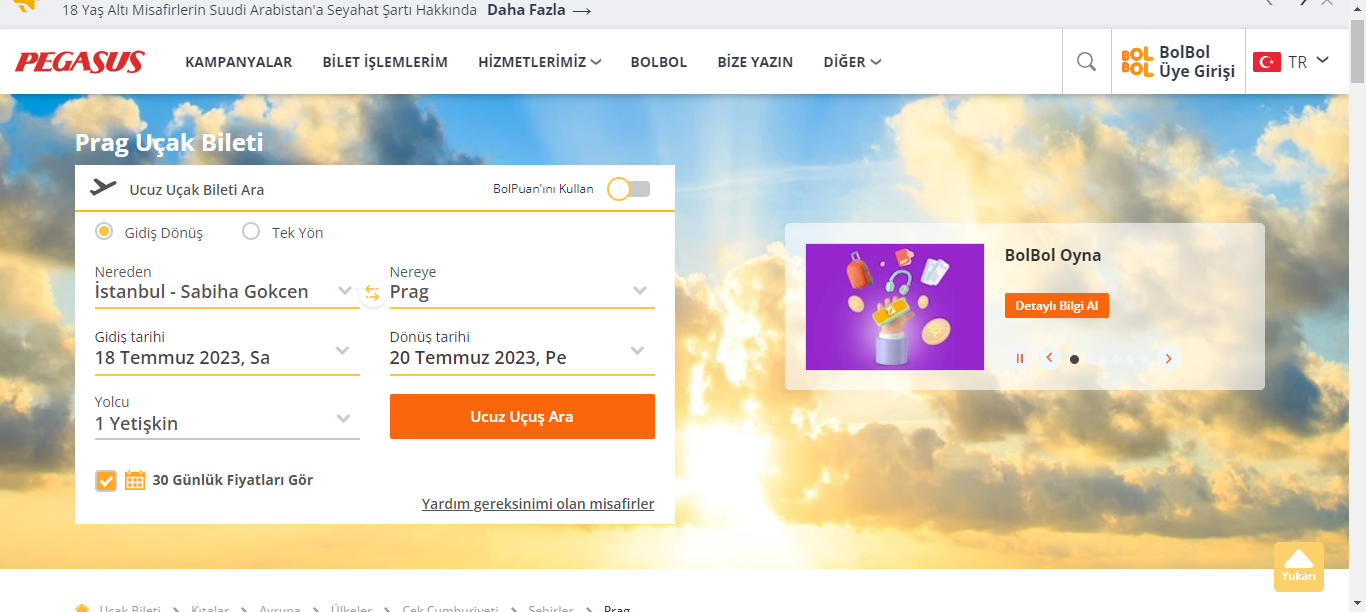 18 Yaş Altı Misafirlerin Suudi Arabistan'a Seyahat Şartı Hakkında Daha Fazla →
PEGASUS
KAMPANYALAR BİLET İŞLEMLERİM HİZMETLERİMİZ BOLBOL BİZE YAZIN DİĞER
BOL BOL
BolBol
Üye Girişi
TR
Prag Uçak Bileti
Ucuz Uçak Bileti Ara
BolPuan'ını Kullan
Gidiş Dönüş Tek Yön
Nereden
İstanbul - Sabiha Gokcen
Nereye
Prag
Gidiş tarihi
18 Temmuz 2023, Sa
Dönüş tarihi
20 Temmuz 2023, Pe
Yolcu
1 Yetişkin
Ucuz Uçuş Ara
30 Günlük Fiyatları Gör
Yardım gereksinimi olan misafirler
BolBol Oyna
Detaylı Bilgi Al
Yukarı
Uçak Bileti > Kıtalar > Avrupa > Ülkeler > Çek Cumhuriyeti > Şehirler > Prag